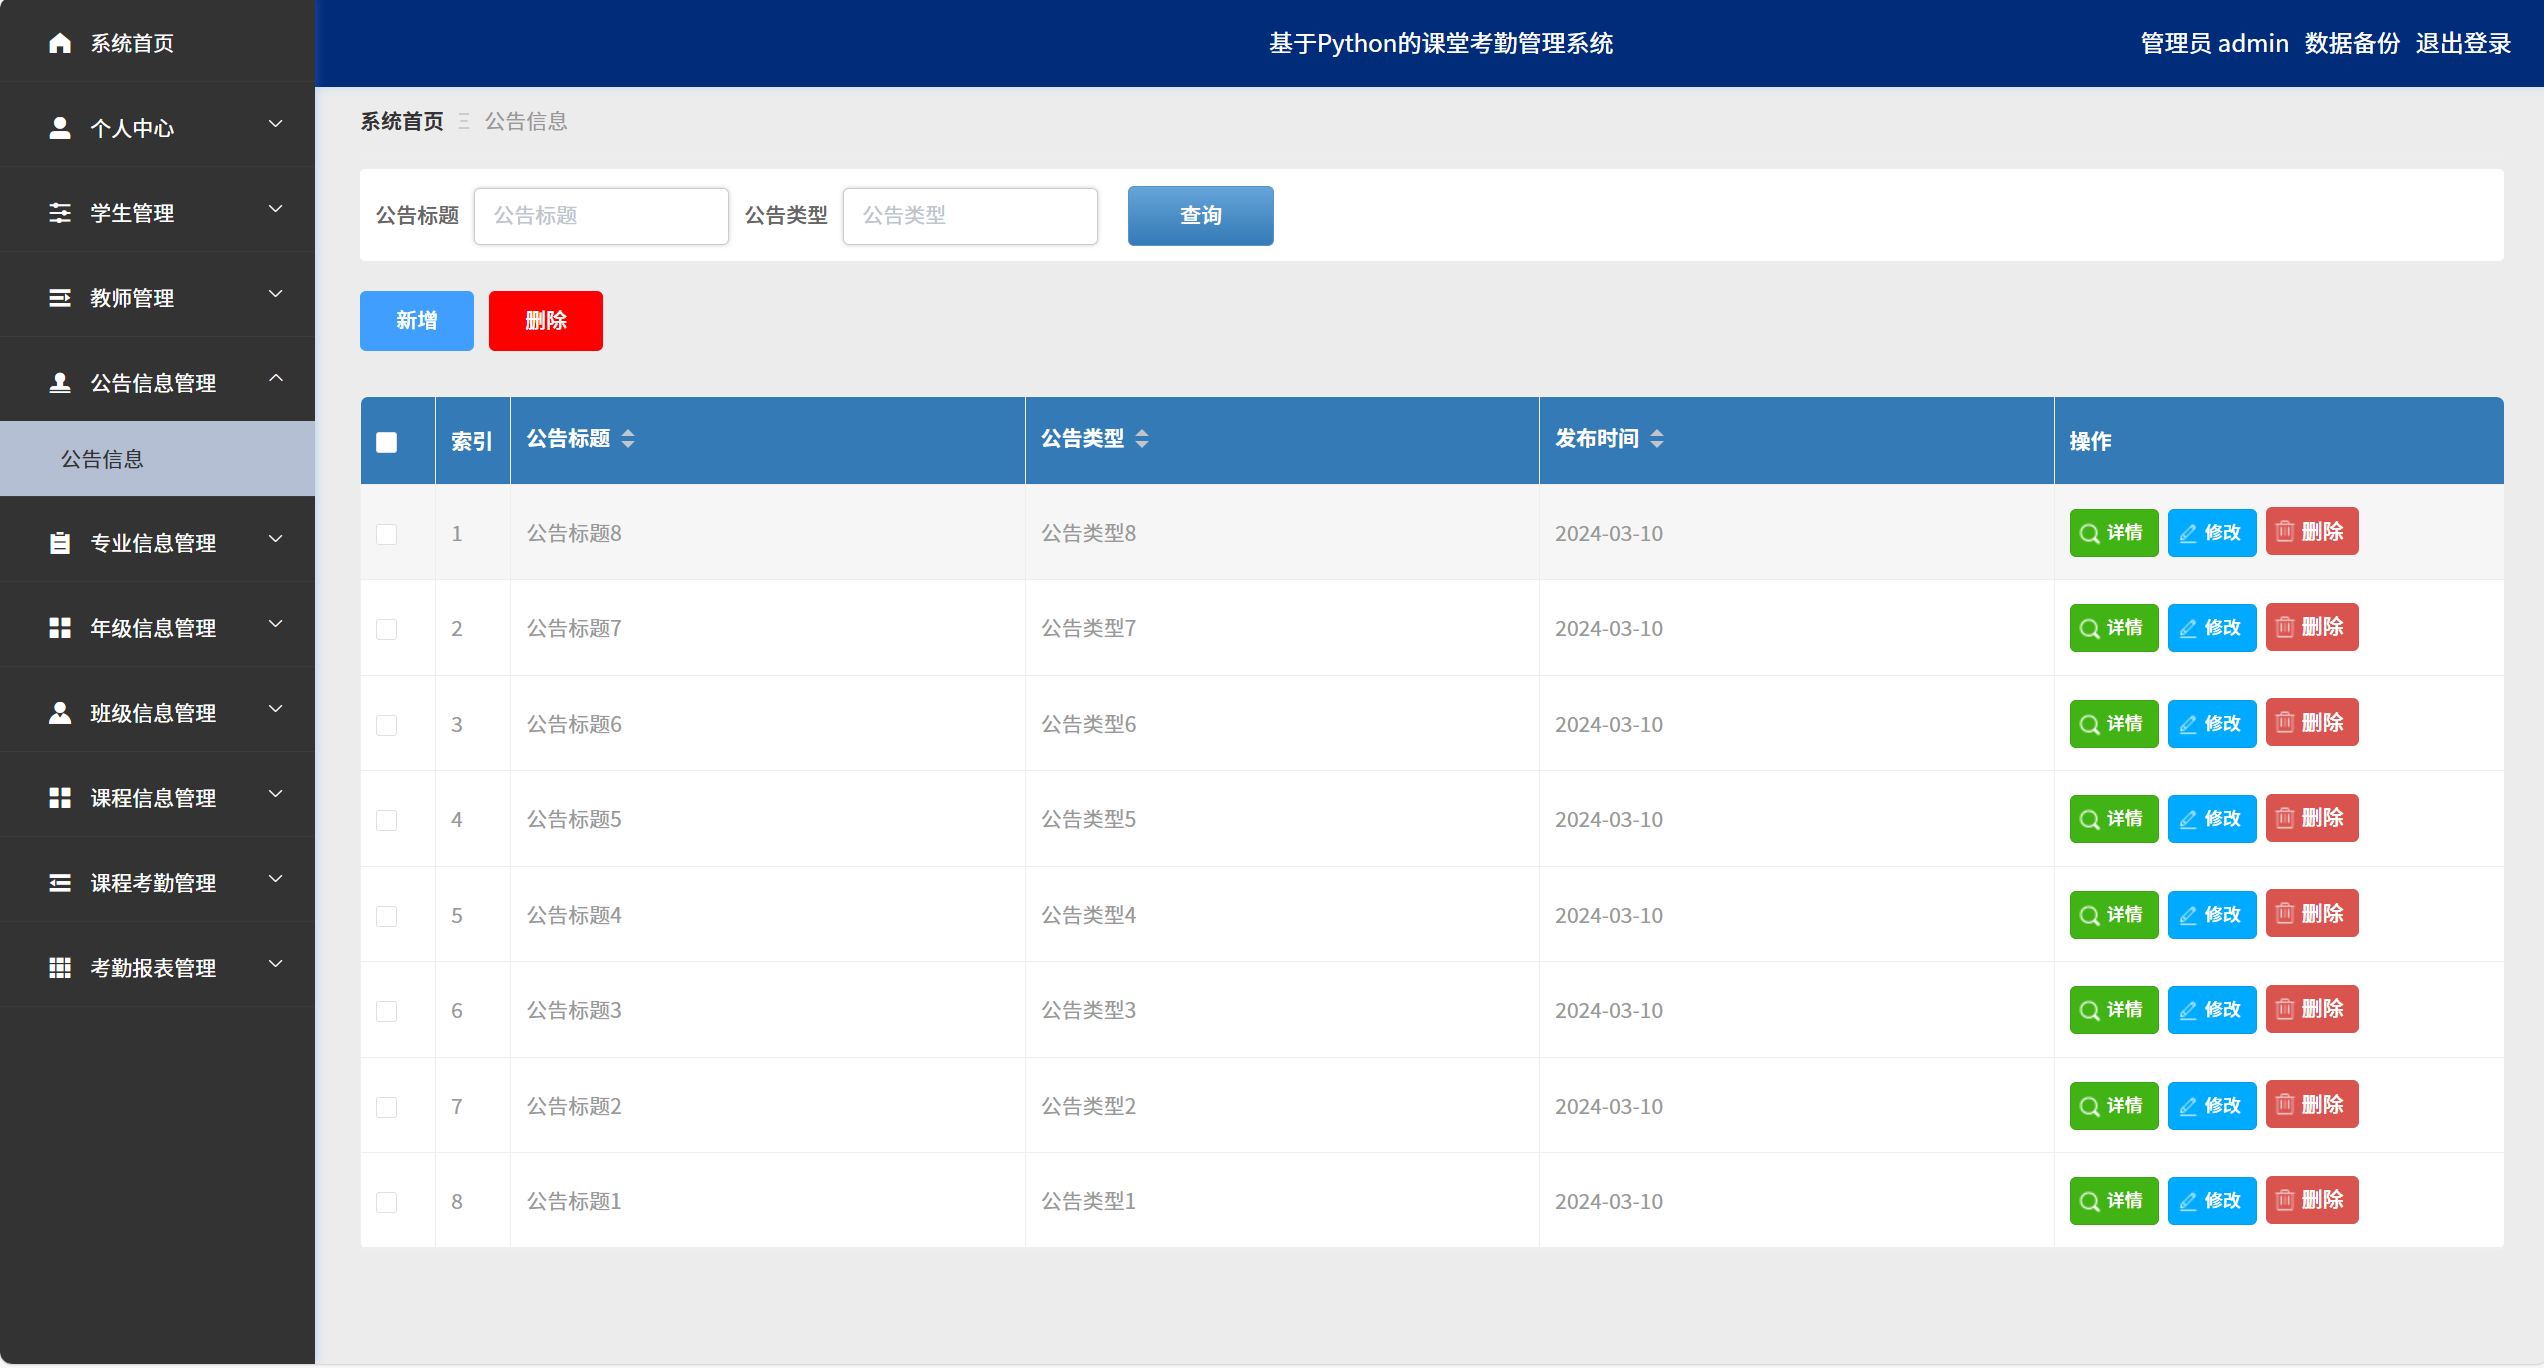 系统首页
个人中心
学生管理
教师管理
公告信息管理
公告信息
专业信息管理
年级信息管理
班级信息管理
课程信息管理
课程考勤管理
考勤报表管理
基于Python的课堂考勤管理系统
管理员 admin 数据备份 退出登录
系统首页 公告信息
公告标题 公告标题 公告类型 公告类型 查询
新增 删除
索引 公告标题 公告类型 发布时间 操作
1 公告标题8 公告类型8 2024-03-10 详情 修改 删除
2 公告标题7 公告类型7 2024-03-10 详情 修改 删除
3 公告标题6 公告类型6 2024-03-10 详情 修改 删除
4 公告标题5 公告类型5 2024-03-10 详情 修改 删除
5 公告标题4 公告类型4 2024-03-10 详情 修改 删除
6 公告标题3 公告类型3 2024-03-10 详情 修改 删除
7 公告标题2 公告类型2 2024-03-10 详情 修改 删除
8 公告标题1 公告类型1 2024-03-10 详情 修改 删除